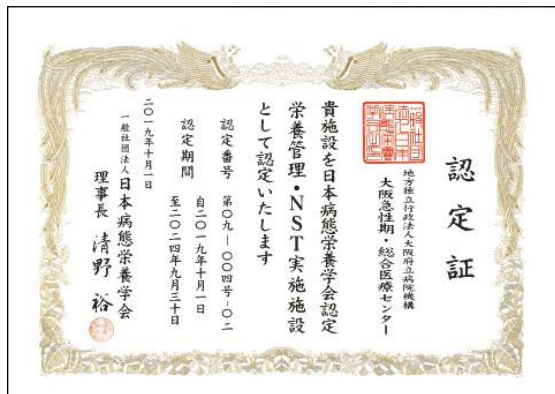 認定証
地方独立行政法人大阪府立病院機構
大阪急性期・総合医療センター
貴施設を日本病態栄養学会認定
栄養管理・NST実施施設
として認定いたします
認定番号 第〇九ー〇〇四号-〇二
認定期間 自二〇一九年十月一日
至二〇二四年九月三十日
二〇一九年十月一日
一般社団法人日本病態栄養学会
理事長 清野 裕